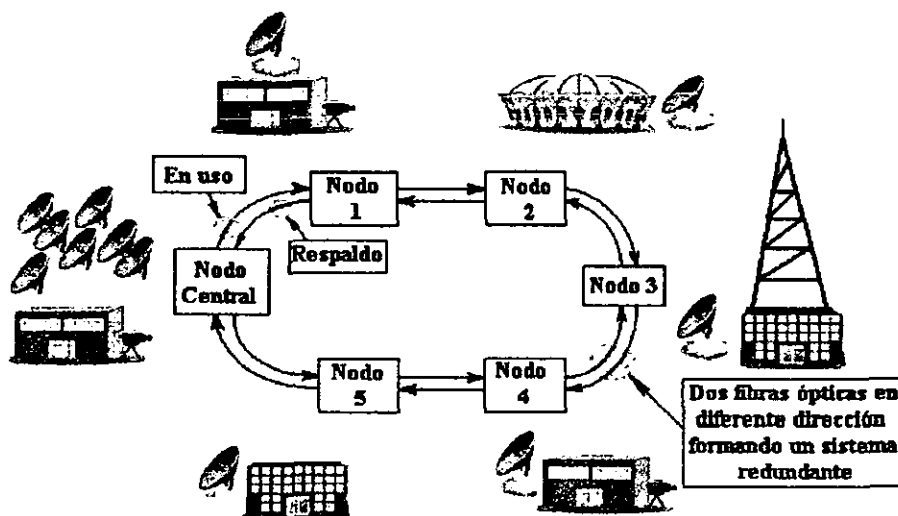 En uso
Nodo
1
Nodo
2
Respaldo
Nodo
Central
Nodo 3
Nodo
5
Nodo
4
Dos fibras ópticas en
diferente dirección
formando un sistema
redundante